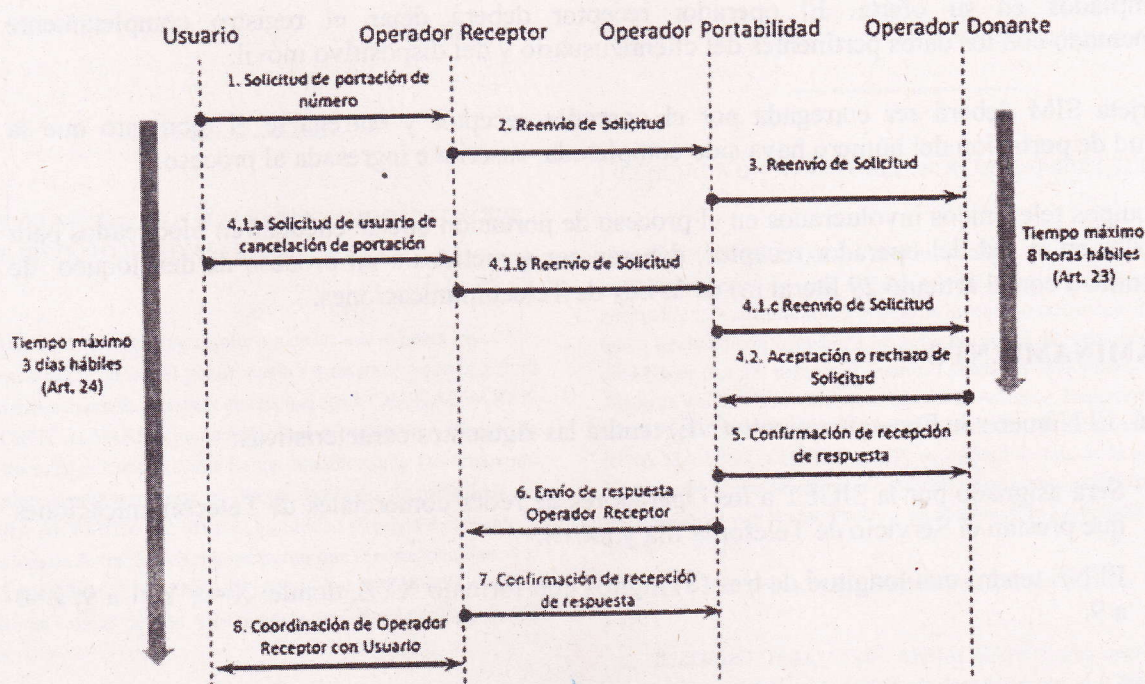 Usuario Operador Receptor Operador Portabilidad Operador Donante
1. Solicitud de portación de
número
2. Reenvío de Solicitud
3. Reenvío de Solicitud
4.1.a Solicitud de usuario de
cancelación de portación
4.1.b Reenvío de Solicitud
4.1.c Reenvío de Solicitud
Tiempo máximo
8 horas hábiles
(Art. 23)
Tiempo máximo
3 días hábiles
(Art. 24)
4.2. Aceptación o rechazo de
Solicitud
5. Confirmación de recepción
de respuesta
6. Envío de respuesta
Operador Receptor
7. Confirmación de recepción
de respuesta
8. Coordinación de Operador
Receptor con Usuario